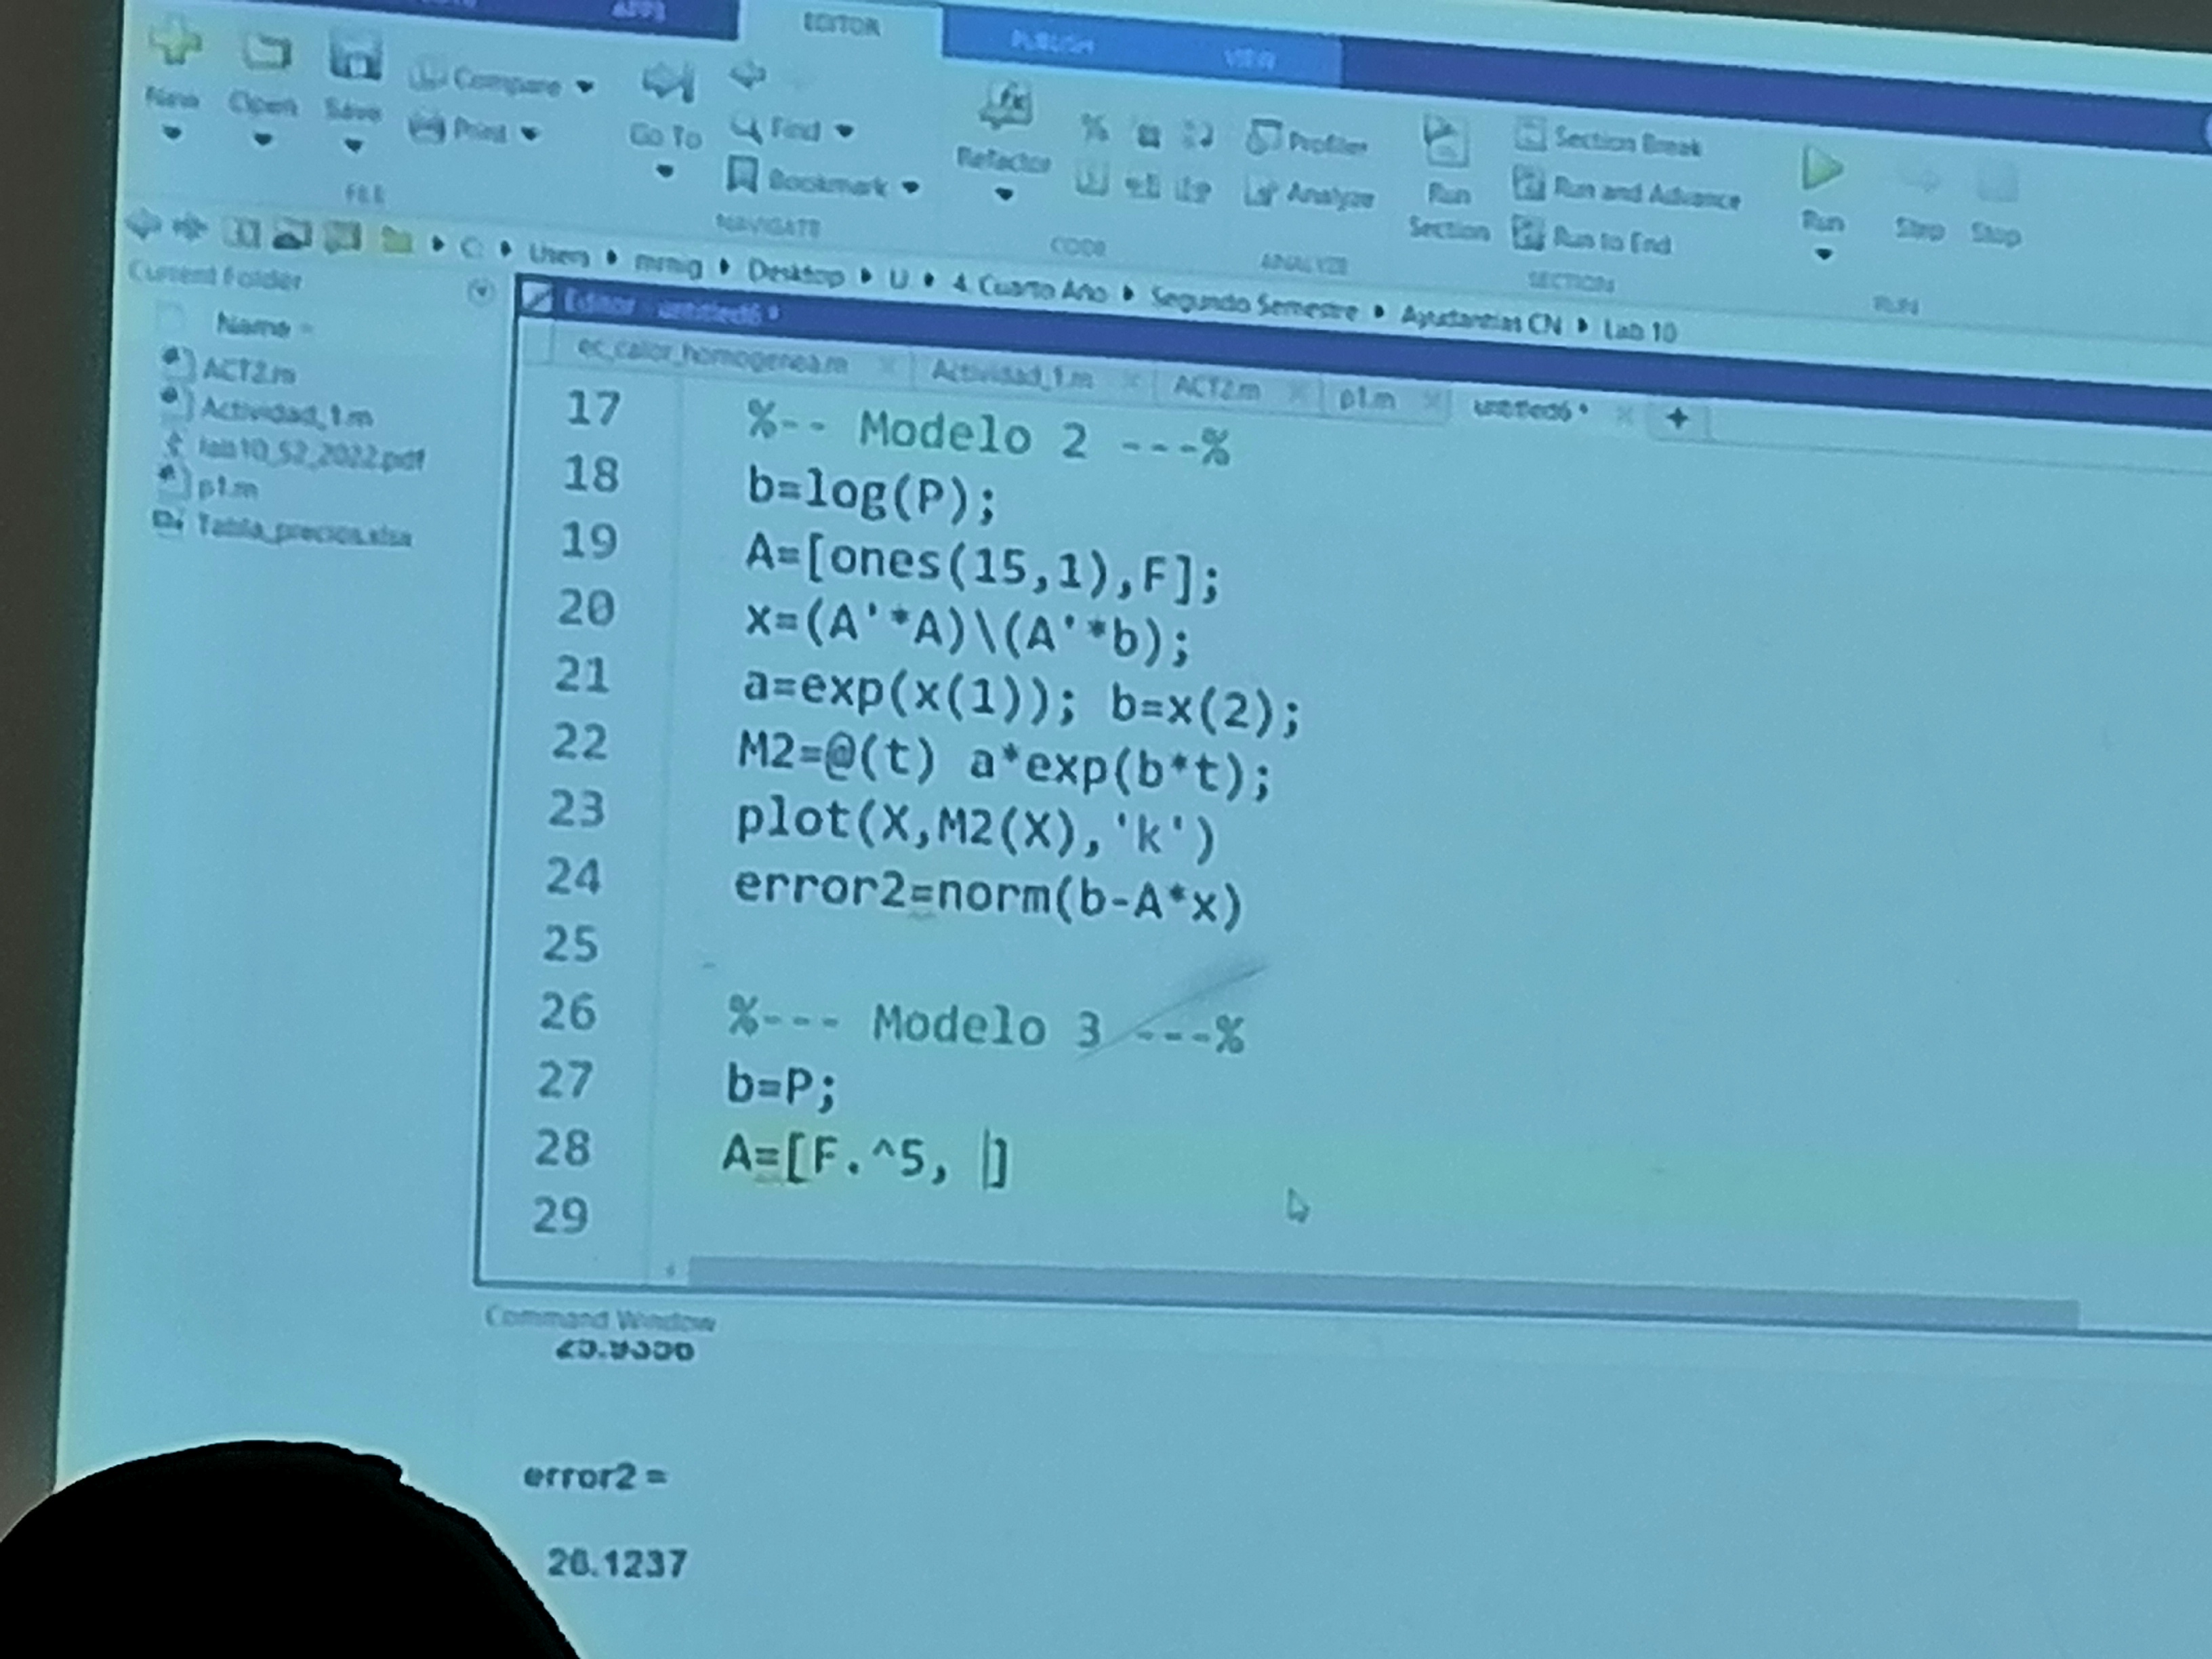 APPS EDITOR PUBLISH VIEW
New Open Save Compare Print Go To Find Bookmark Refactor Profiler Analyze Run Section Section Break Run and Advance Run to End Run Step Stop
FILE NAVIGATE CODE ANALYZE SECTION RUN
C: Users mmig Desktop U 4. Cuarto Año Segundo Semestre Ayudantias CN Lab 10
Current Folder
Name
ACT2.m
Actividad_1.m
lab10_S2_2022.pdf
p1.m
Tabla_precios.xlsx
Editor - untitled6*
ec_calor_homogenea.m Actividad_1.m ACT2.m p1.m untitled6*
17 %-- Modelo 2 ---%
18 b=log(P);
19 A=[ones(15,1),F];
20 x=(A'*A)\(A'*b);
21 a=exp(x(1)); b=x(2);
22 M2=@(t) a*exp(b*t);
23 plot(X,M2(X),'k')
24 error2=norm(b-A*x)
25
26 %--- Modelo 3 ---%
27 b=P;
28 A=[F.^5, ]
29
Command Window
error2 =
26.1237